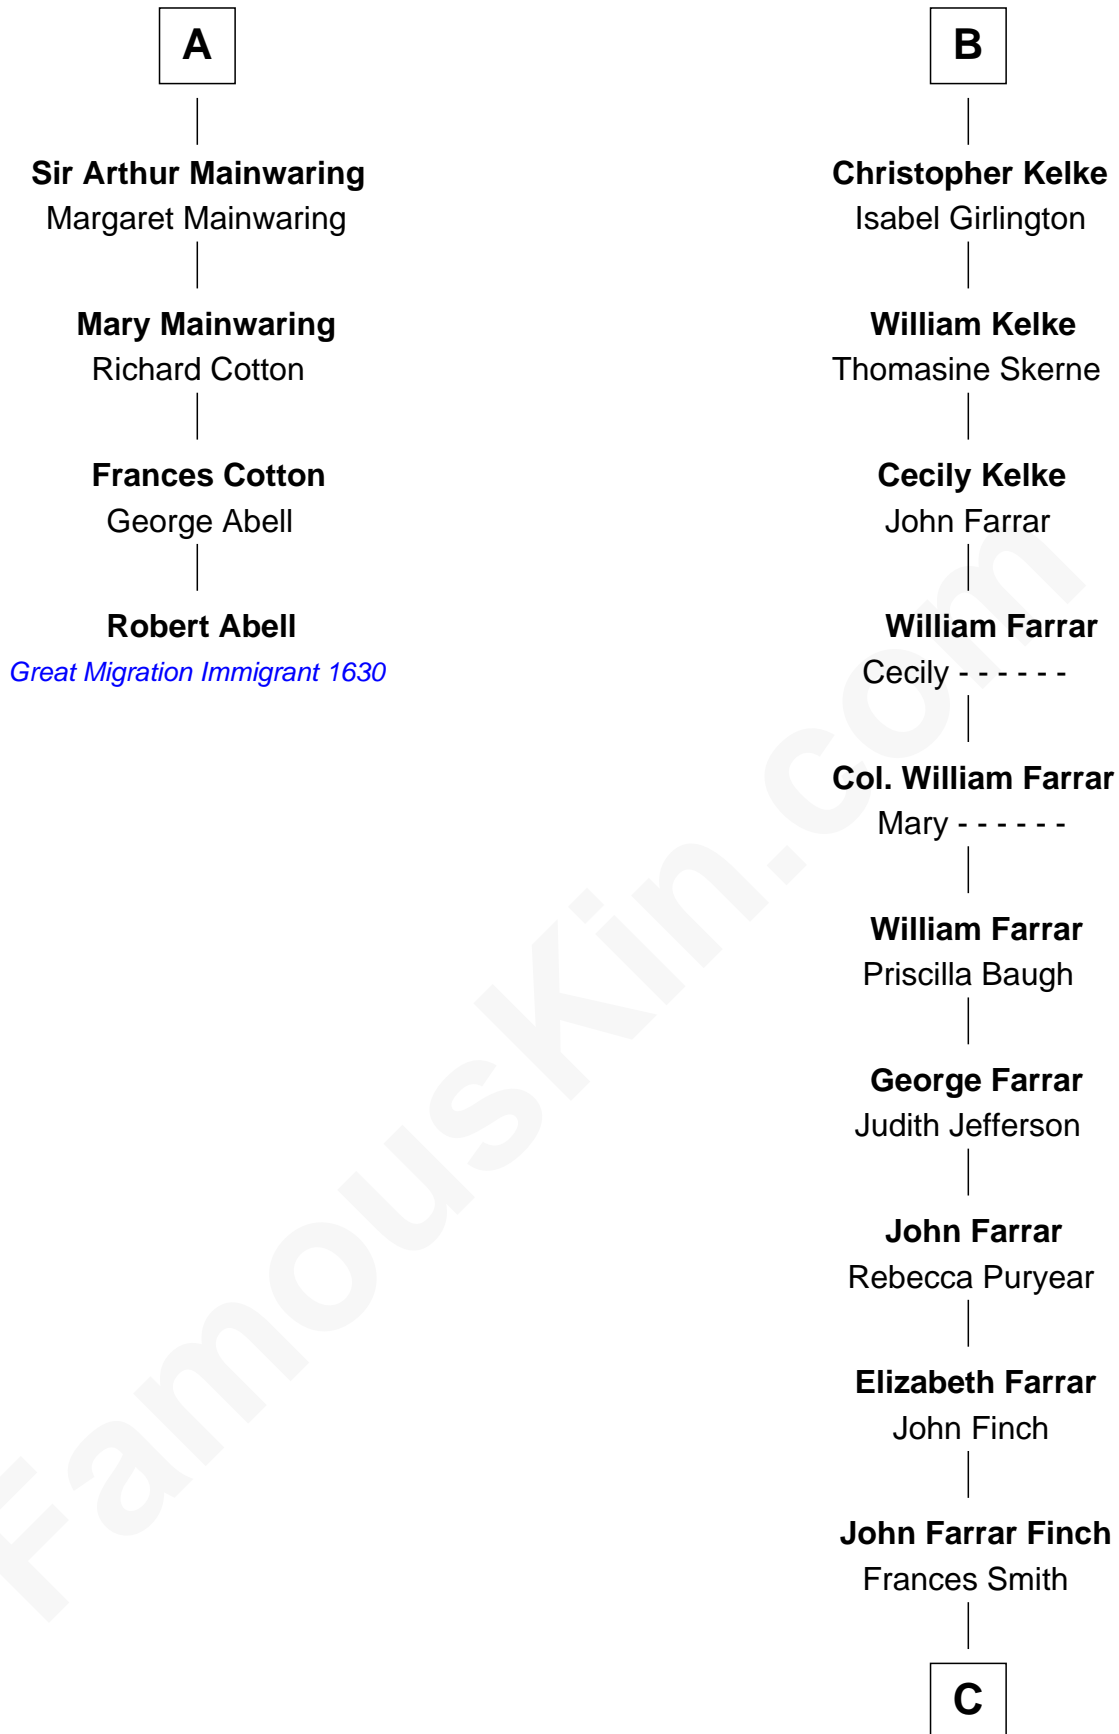 A
Sir Arthur Mainwaring
Margaret Mainwaring
Mary Mainwaring
Richard Cotton
Frances Cotton
George Abell
Robert Abell
Great Migration Immigrant 1630
B
Christopher Kelke
Isabel Girlington
William Kelke
Thomasine Skerne
Cecily Kelke
John Farrar
William Farrar
Cecily - - - - - -
Col. William Farrar
Mary - - - - - -
William Farrar
Priscilla Baugh
George Farrar
Judith Jefferson
John Farrar
Rebecca Puryear
Elizabeth Farrar
John Finch
John Farrar Finch
Frances Smith
C
FamousKin.com